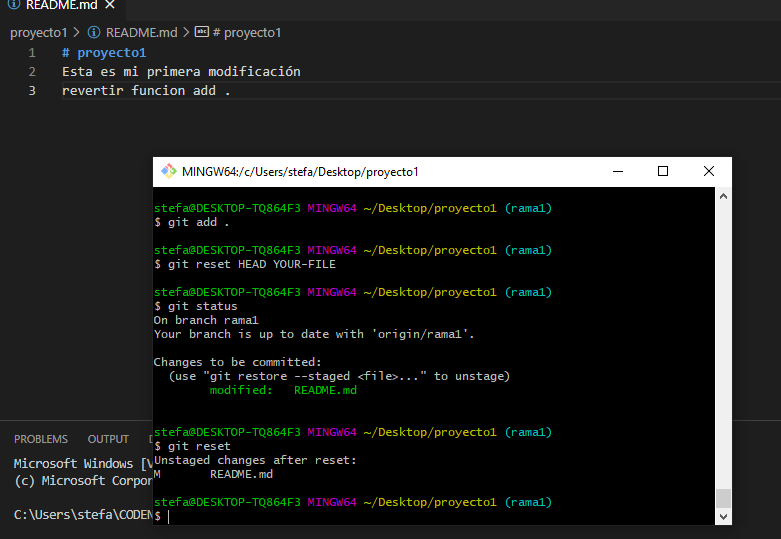 README.md
proyecto1 > README.md > # proyecto1
1 # proyecto1
2 Esta es mi primera modificación
3 revertir funcion add .
MINGW64:/c/Users/stefa/Desktop/proyecto1
stefa@DESKTOP-TQ864F3 MINGW64 ~/Desktop/proyecto1 (rama1)
$ git add .
stefa@DESKTOP-TQ864F3 MINGW64 ~/Desktop/proyecto1 (rama1)
$ git reset HEAD YOUR-FILE
stefa@DESKTOP-TQ864F3 MINGW64 ~/Desktop/proyecto1 (rama1)
$ git status
On branch rama1
Your branch is up to date with 'origin/rama1'.
Changes to be committed:
(use "git restore --staged <file>..." to unstage)
modified: README.md
stefa@DESKTOP-TQ864F3 MINGW64 ~/Desktop/proyecto1 (rama1)
$ git reset
Unstaged changes after reset:
M README.md
stefa@DESKTOP-TQ864F3 MINGW64 ~/Desktop/proyecto1 (rama1)
$
PROBLEMS OUTPUT
Microsoft Windows [V
(c) Microsoft Corpor
C:\Users\stefa\CODEN